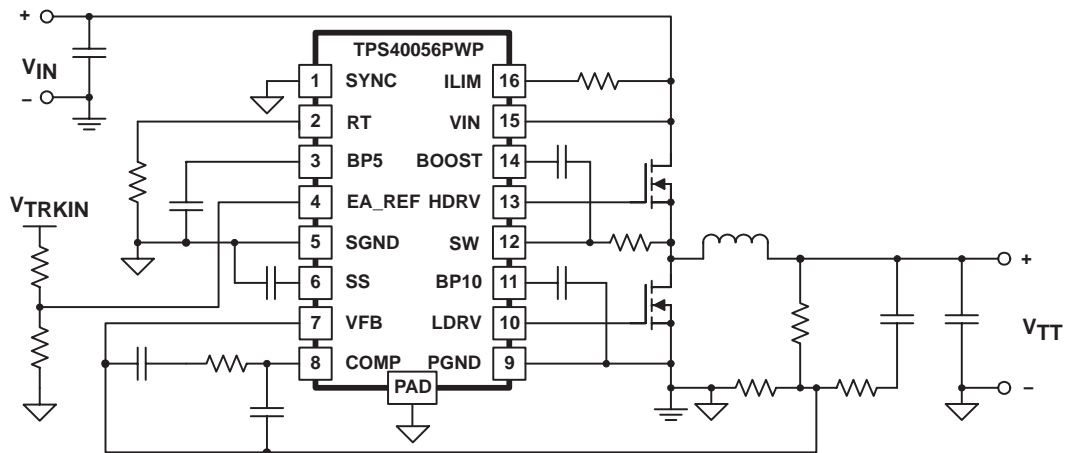 +
TPS40056PWP
VIN
−
1 SYNC ILIM 16
2 RT VIN 15
3 BP5 BOOST 14
4 EA_REF HDRV 13
VTRKIN
5 SGND SW 12
6 SS BP10 11
7 VFB LDRV 10
8 COMP PGND 9
PAD
+
VTT
−